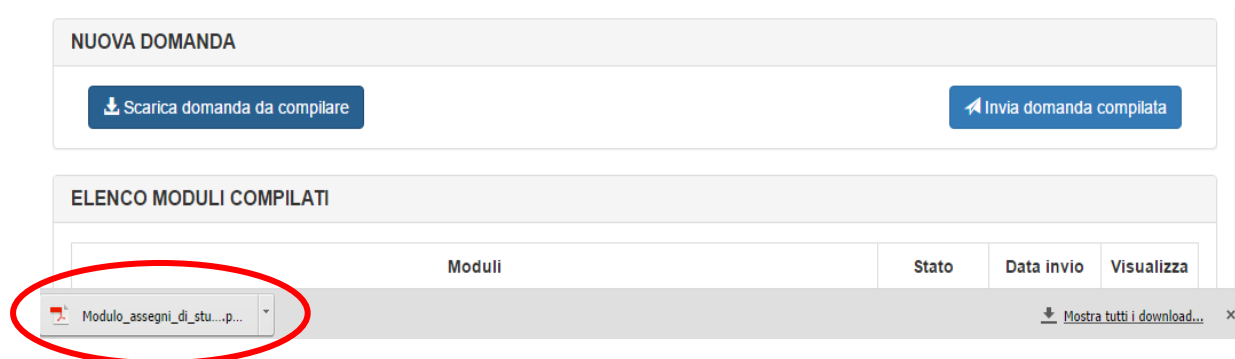 NUOVA DOMANDA
Scarica domanda da compilare
Invia domanda compilata
ELENCO MODULI COMPILATI
Moduli Stato Data invio Visualizza
Modulo_assegni_di_stu....p...
Mostra tutti i download...